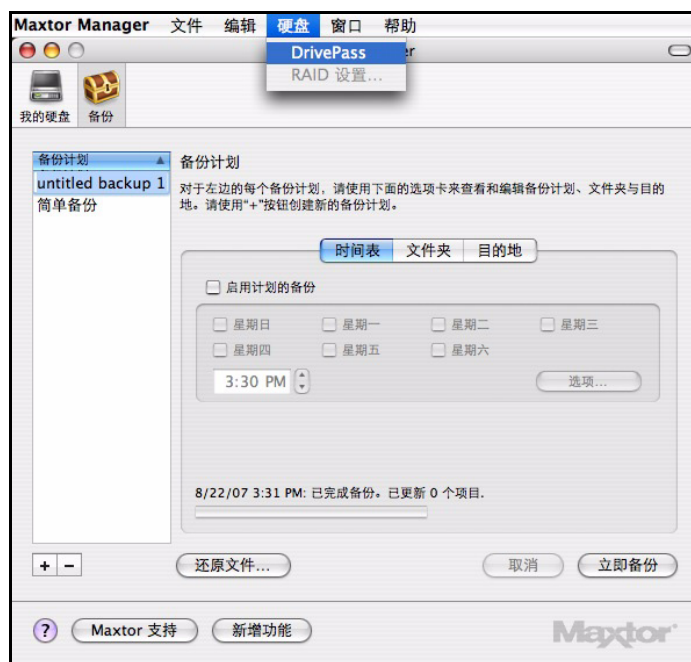 Maxtor Manager 文件 编辑 硬盘 窗口 帮助
DrivePass
RAID 设置...
我的硬盘 备份
备份计划
untitled backup 1
简单备份
备份计划
对于左边的每个备份计划，请使用下面的选项卡来查看和编辑备份计划、文件夹与目的
地。请使用"+"按钮创建新的备份计划。
时间表 文件夹 目的地
启用计划的备份
星期日 星期一 星期二 星期三
星期四 星期五 星期六
3:30 PM 选项...
8/22/07 3:31 PM: 已完成备份。已更新 0 个项目.
+ − 还原文件... 取消 立即备份
? Maxtor 支持 新增功能 Maxtor